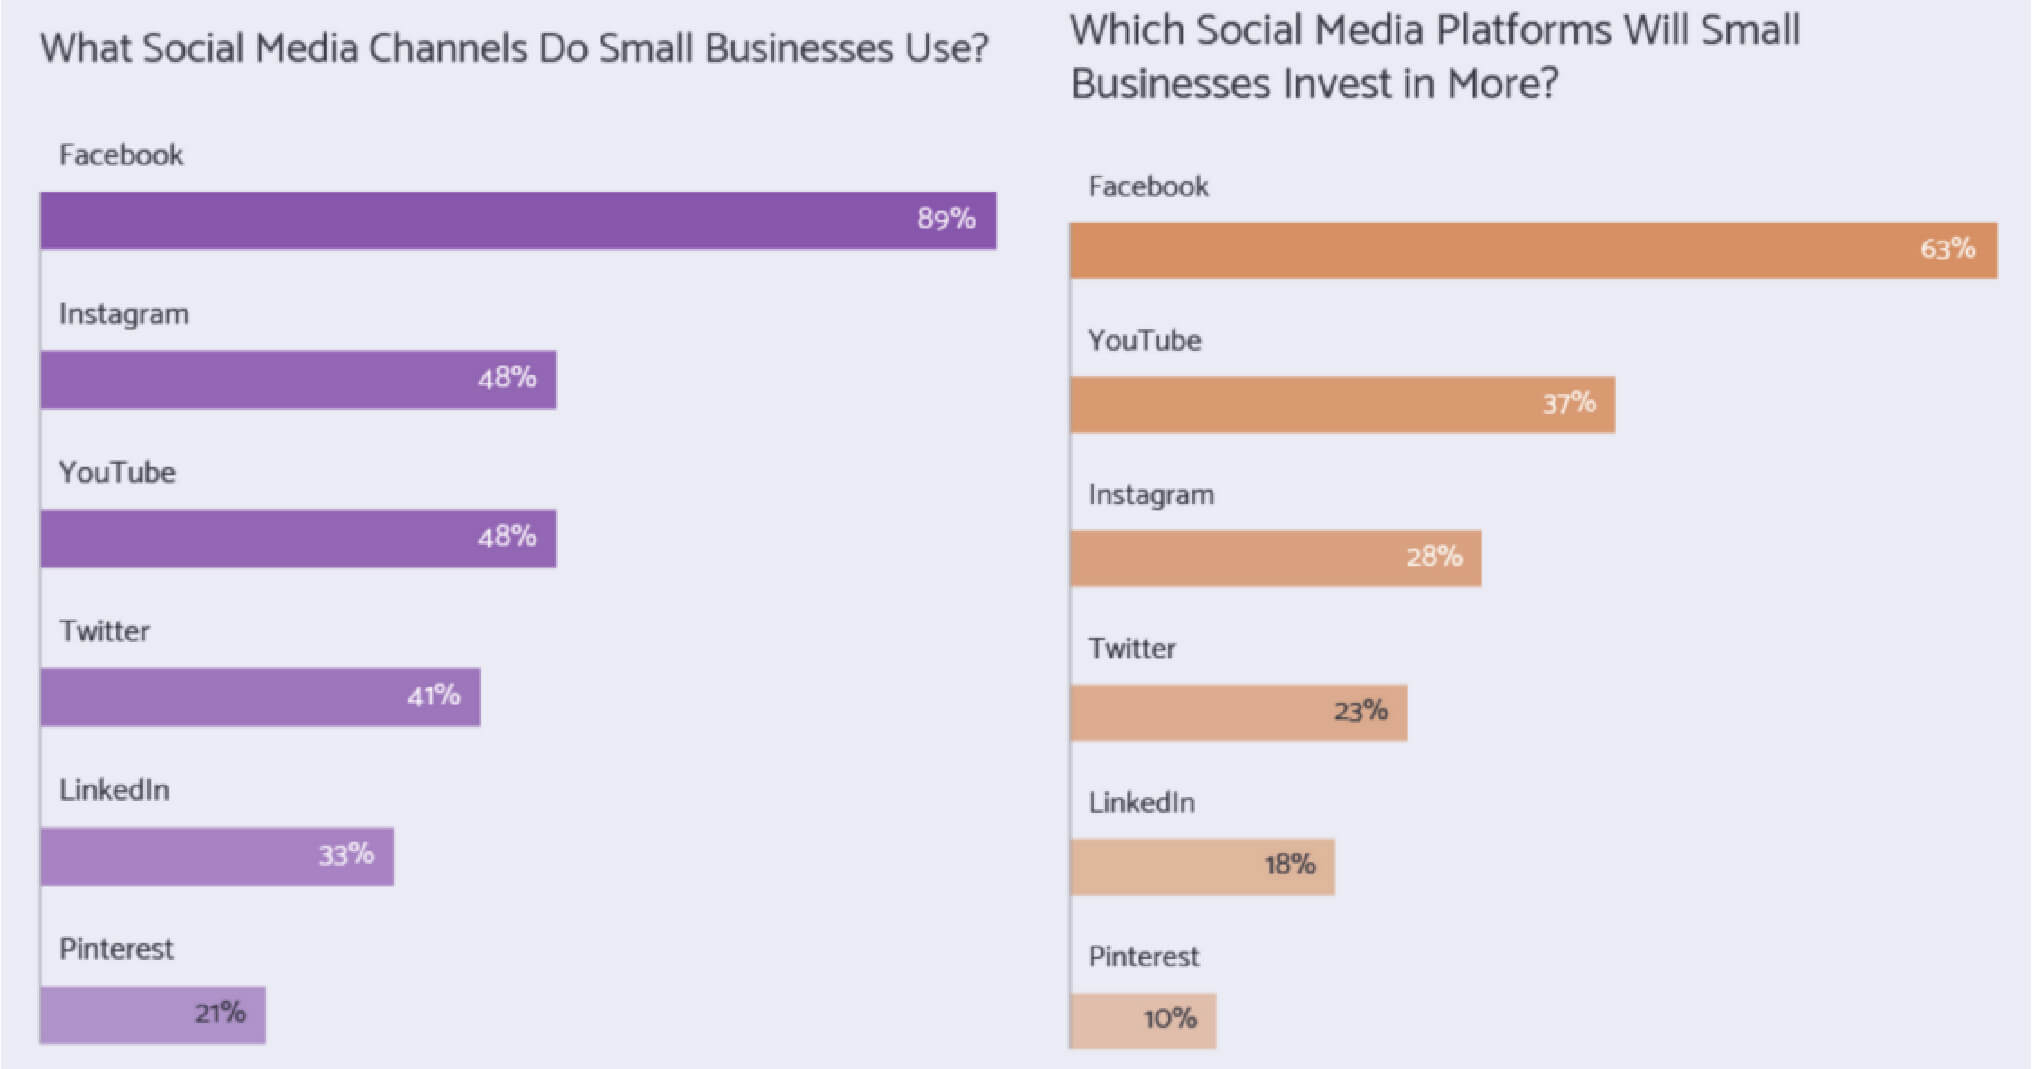 What Social Media Channels Do Small Businesses Use?
Facebook
89%
Instagram
48%
YouTube
48%
Twitter
41%
LinkedIn
33%
Pinterest
21%
Which Social Media Platforms Will Small
Businesses Invest in More?
Facebook
63%
YouTube
37%
Instagram
28%
Twitter
23%
LinkedIn
18%
Pinterest
10%